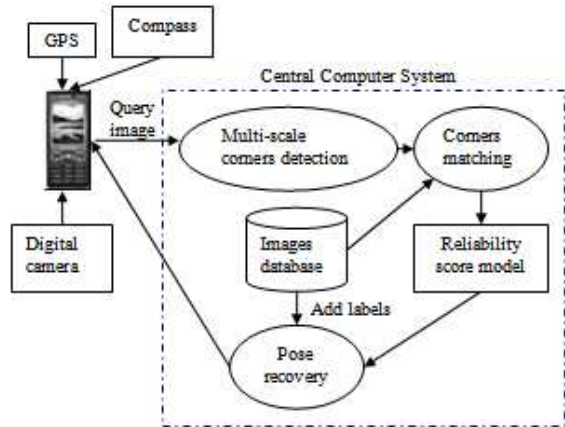 Compass
GPS
Central Computer System
Query
image
Multi-scale
corners detection
Corners
matching
Digital
camera
Images
database
Reliability
score model
Add labels
Pose
recovery